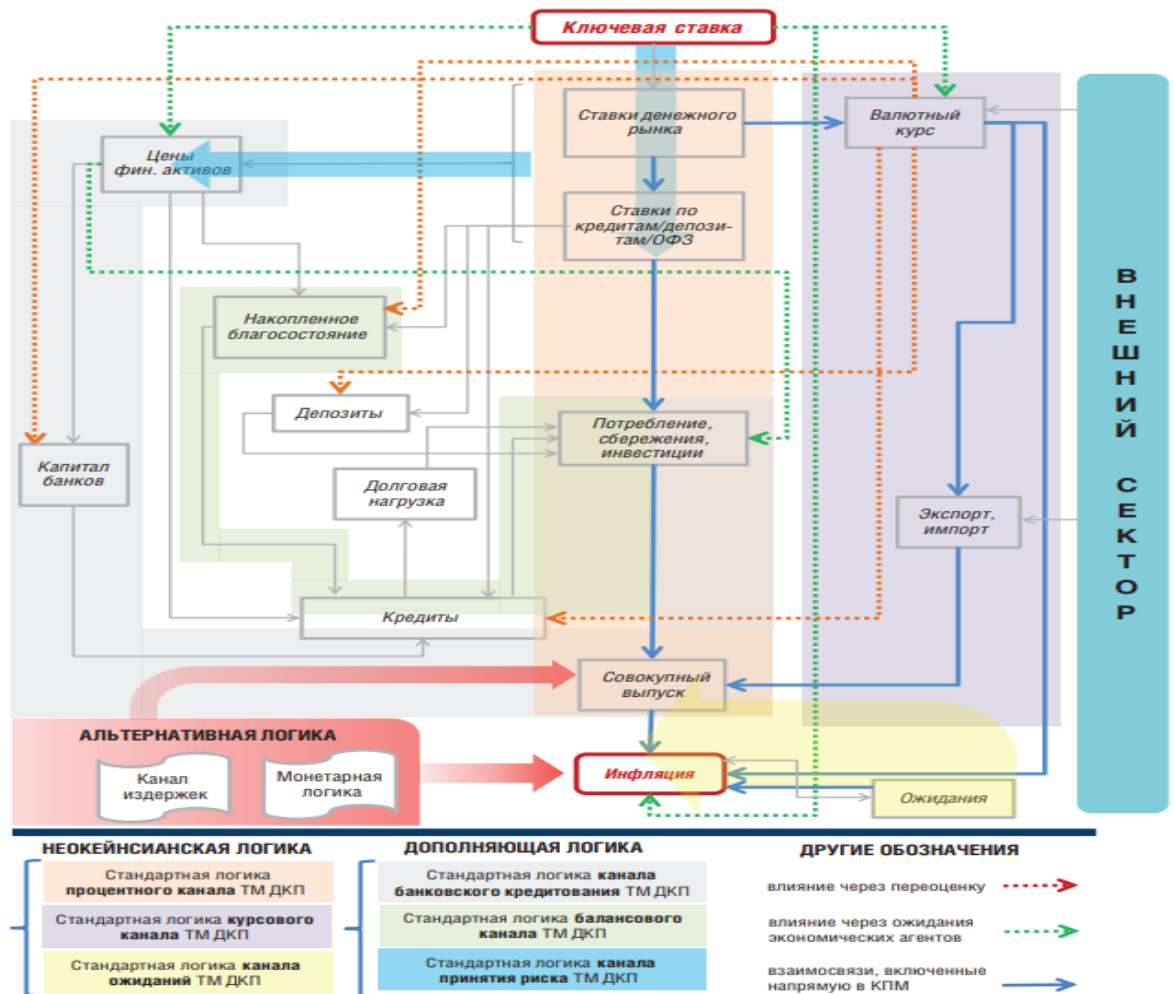 Ключевая ставка
Ставки денежного
рынка
Валютный
курс
Цены
фин. активов
Ставки по
кредитам/депози-
там/ОФЗ
Накопленное
благосостояние
Депозиты
Потребление,
сбережения,
инвестиции
Капитал
банков
Долговая
нагрузка
Экспорт,
импорт
Кредиты
Совокупный
выпуск
ВНЕШНИЙ СЕКТОР
АЛЬТЕРНАТИВНАЯ ЛОГИКА
Канал
издержек
Монетарная
логика
Инфляция
Ожидания
НЕОКЕЙНСИАНСКАЯ ЛОГИКА
Стандартная логика
процентного канала ТМ ДКП
Стандартная логика курсового
канала ТМ ДКП
Стандартная логика канала
ожиданий ТМ ДКП
ДОПОЛНЯЮЩАЯ ЛОГИКА
Стандартная логика канала
банковского кредитования ТМ ДКП
Стандартная логика балансового
канала ТМ ДКП
Стандартная логика канала
принятия риска ТМ ДКП
ДРУГИЕ ОБОЗНАЧЕНИЯ
влияние через переоценку
влияние через ожидания
экономических агентов
взаимосвязи, включенные
напрямую в КПМ